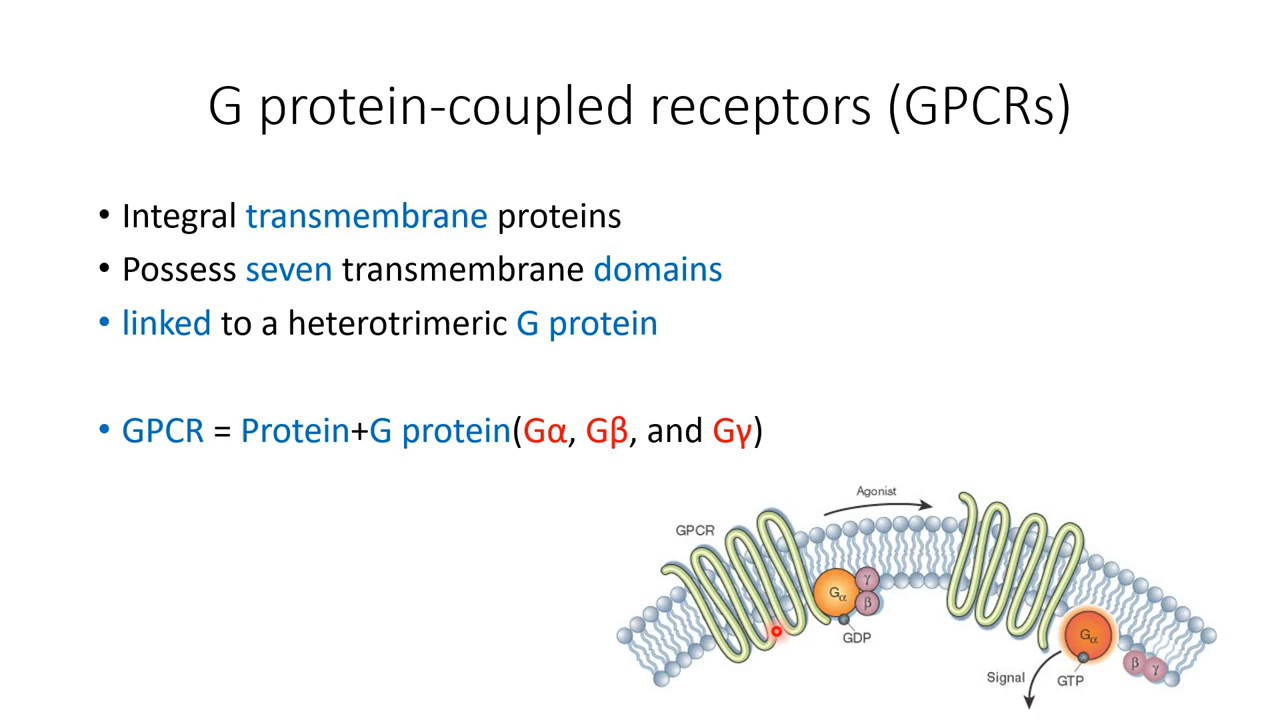 G protein-coupled receptors (GPCRs)
• Integral transmembrane proteins
• Possess seven transmembrane domains
• linked to a heterotrimeric G protein
• GPCR = Protein+G protein(Gα, Gβ, and Gγ)
Agonist
GPCR
Gα
γ
β
GDP
Gα
β γ
Signal
GTP